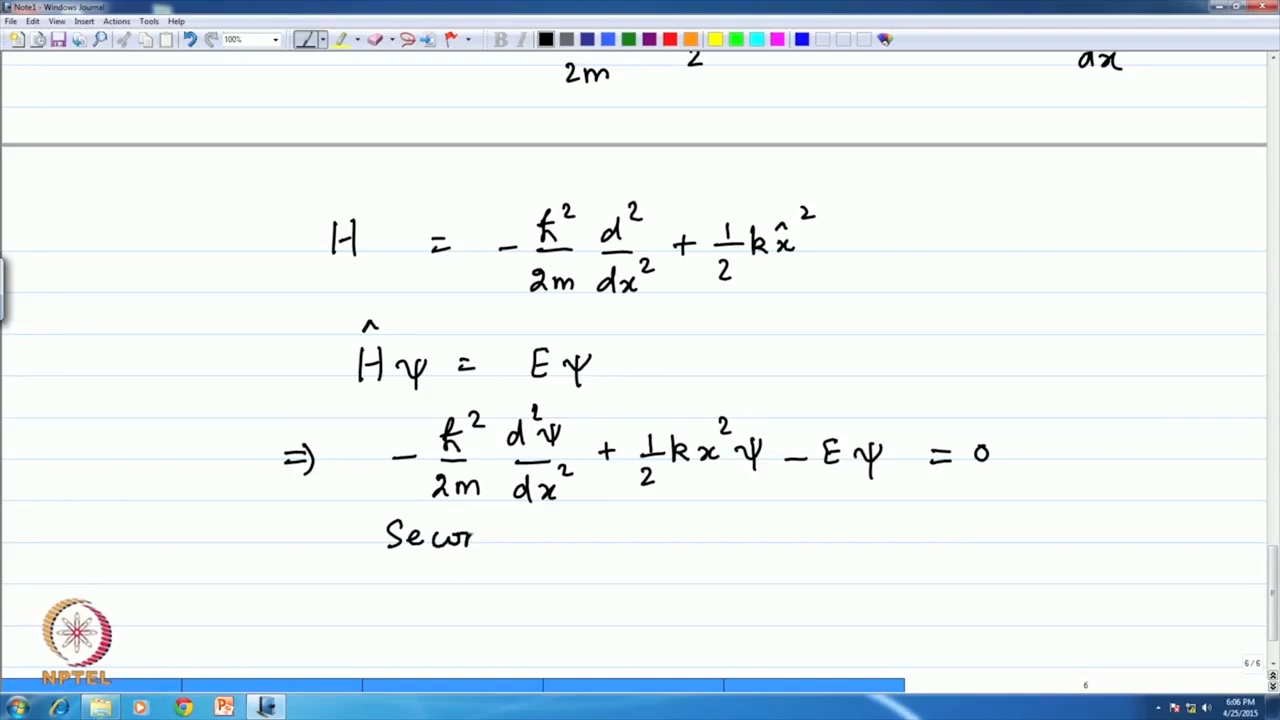 Note1 - Windows Journal
File Edit View Insert Actions Tools Help
100%
B I
2m 2 dx
H = - ℏ²/2m d²/dx² + 1/2 k x̂²
Ĥψ = Eψ
⇒ - ℏ²/2m d²ψ/dx² + 1/2 kx²ψ - Eψ = 0
Secor
NPTEL
6/6
6
6:06 PM
4/25/2015